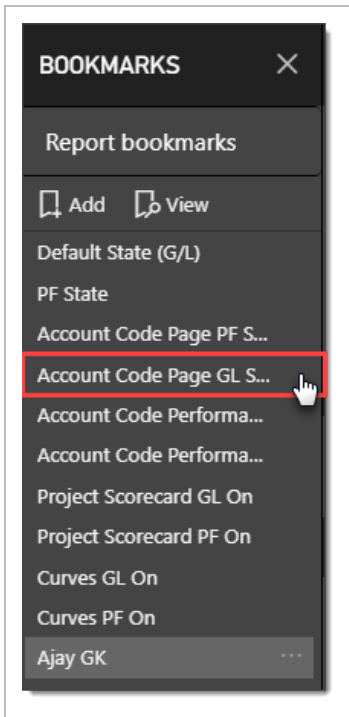 BOOKMARKS
Report bookmarks
Add View
Default State (G/L)
PF State
Account Code Page PF S...
Account Code Page GL S...
Account Code Performa...
Account Code Performa...
Project Scorecard GL On
Project Scorecard PF On
Curves GL On
Curves PF On
Ajay GK ...